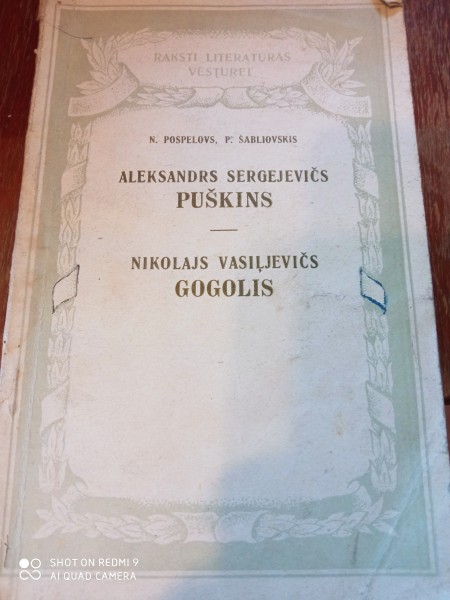 RAKSTI LITERATŪRAS
VĒSTUREI
N. POSPELOVS, P. ŠABLIOVSKIS
ALEKSANDRS SERGEJEVIČS
PUŠKINS
NIKOLAJS VASIĻJEVIČS
GOGOLIS
SHOT ON REDMI 9
AI QUAD CAMERA